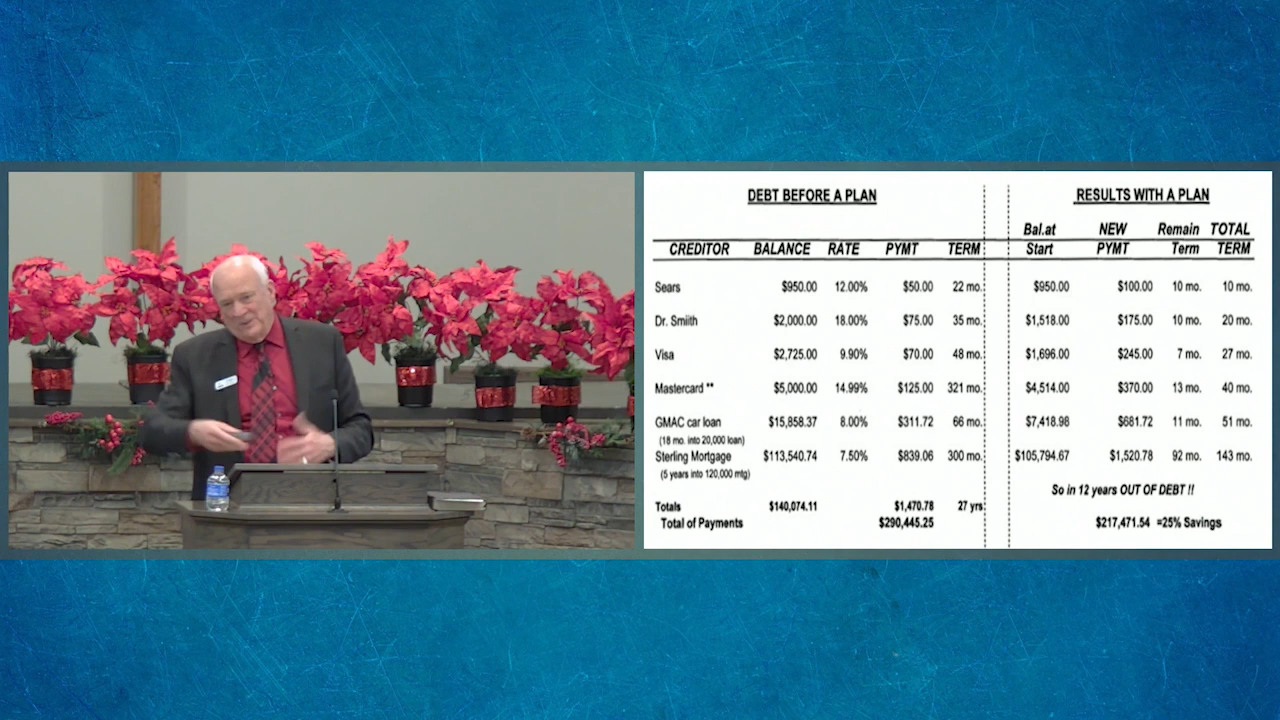 DEBT BEFORE A PLAN RESULTS WITH A PLAN
Bal.at NEW Remain TOTAL
CREDITOR BALANCE RATE PYMT TERM Start PYMT Term TERM
Sears $950.00 12.00% $50.00 22 mo. $950.00 $100.00 10 mo. 10 mo.
Dr. Smiith $2,000.00 18.00% $75.00 35 mo. $1,518.00 $175.00 10 mo. 20 mo.
Visa $2,725.00 9.90% $70.00 48 mo. $1,696.00 $245.00 7 mo. 27 mo.
Mastercard ** $5,000.00 14.99% $125.00 321 mo. $4,514.00 $370.00 13 mo. 40 mo.
GMAC car loan $15,858.37 8.00% $311.72 66 mo. $7,418.98 $681.72 11 mo. 51 mo.
(18 mo. into 20,000 loan)
Sterling Mortgage $113,540.74 7.50% $839.06 300 mo. $105,794.67 $1,520.78 92 mo. 143 mo.
(5 years into 120,000 mtg)
So in 12 years OUT OF DEBT !!
Totals $140,074.11 $1,470.78 27 yrs
Total of Payments $290,445.25 $217,471.54 =25% Savings